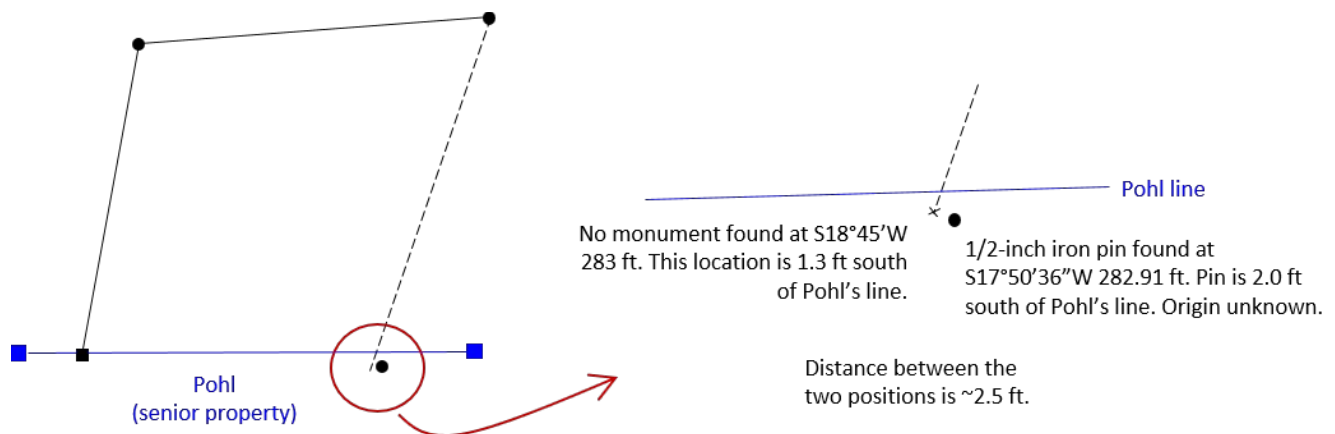 Pohl
(senior property)
Pohl line
No monument found at S18°45’W
283 ft. This location is 1.3 ft south
of Pohl’s line.
1/2-inch iron pin found at
S17°50’36”W 282.91 ft. Pin is 2.0 ft
south of Pohl’s line. Origin unknown.
Distance between the
two positions is ~2.5 ft.